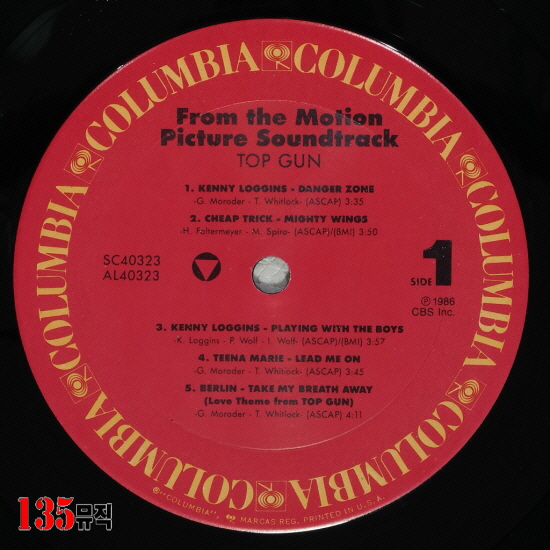 COLUMBIA COLUMBIA COLUMBIA COLUMBIA COLUMBIA COLUMBIA
From the Motion
Picture Soundtrack
TOP GUN
1. KENNY LOGGINS - DANGER ZONE
-G. Moroder - T. Whitlock- (ASCAP) 3:35
2. CHEAP TRICK - MIGHTY WINGS
-H. Faltermeyer - M. Spiro- (ASCAP)/(BMI) 3:50
SC40323
AL40323
SIDE 1
℗ 1986
CBS Inc.
3. KENNY LOGGINS - PLAYING WITH THE BOYS
-K. Loggins - P. Wolf - I. Wolf- (ASCAP)/(BMI) 3:57
4. TEENA MARIE - LEAD ME ON
-G. Moroder - T. Whitlock- (ASCAP) 3:45
5. BERLIN - TAKE MY BREATH AWAY
(Love Theme from TOP GUN)
-G. Moroder - T. Whitlock- (ASCAP) 4:11
®"COLUMBIA", MARCAS REG. PRINTED IN U.S.A.
135뮤직